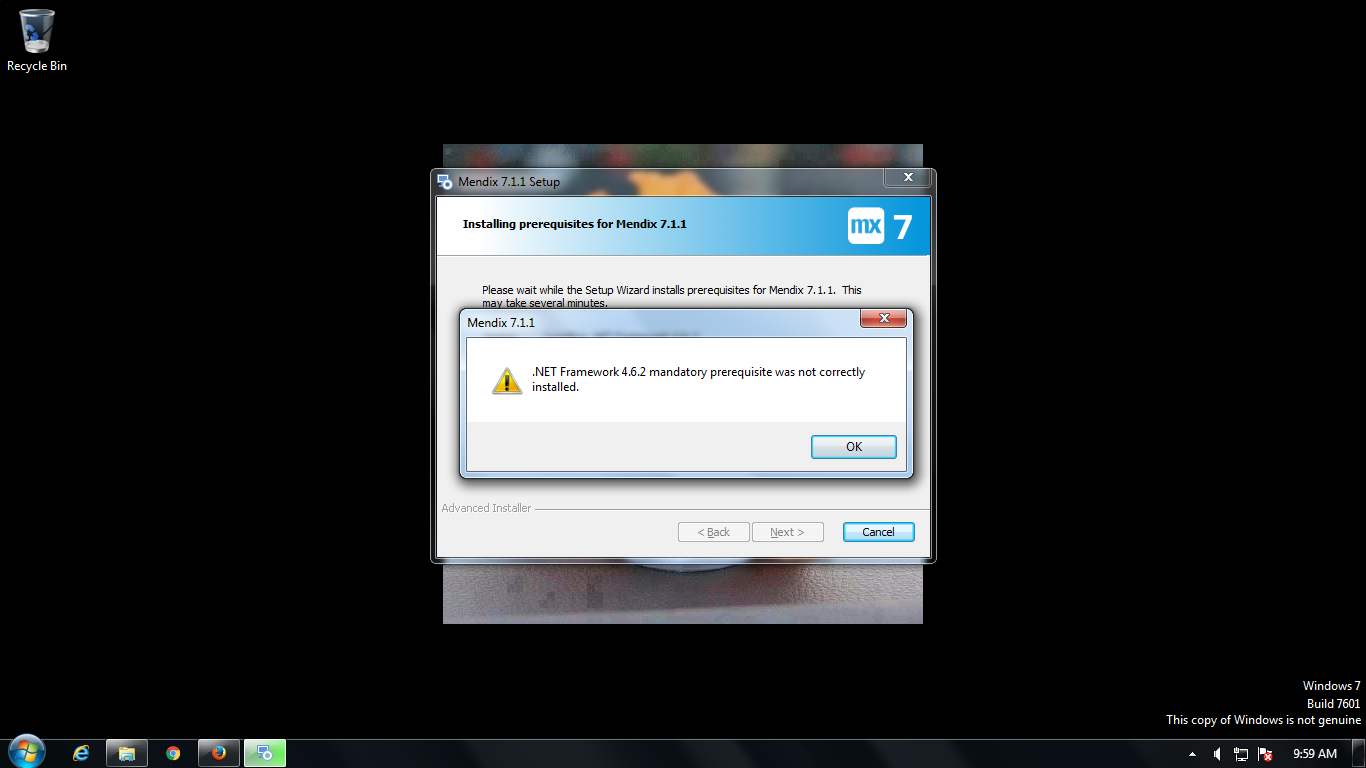 Recycle Bin
Mendix 7.1.1 Setup
Installing prerequisites for Mendix 7.1.1
mx 7
Please wait while the Setup Wizard installs prerequisites for Mendix 7.1.1. This
may take several minutes.
Mendix 7.1.1
.NET Framework 4.6.2 mandatory prerequisite was not correctly
installed.
OK
Advanced Installer
< Back
Next >
Cancel
Windows 7
Build 7601
This copy of Windows is not genuine
9:59 AM